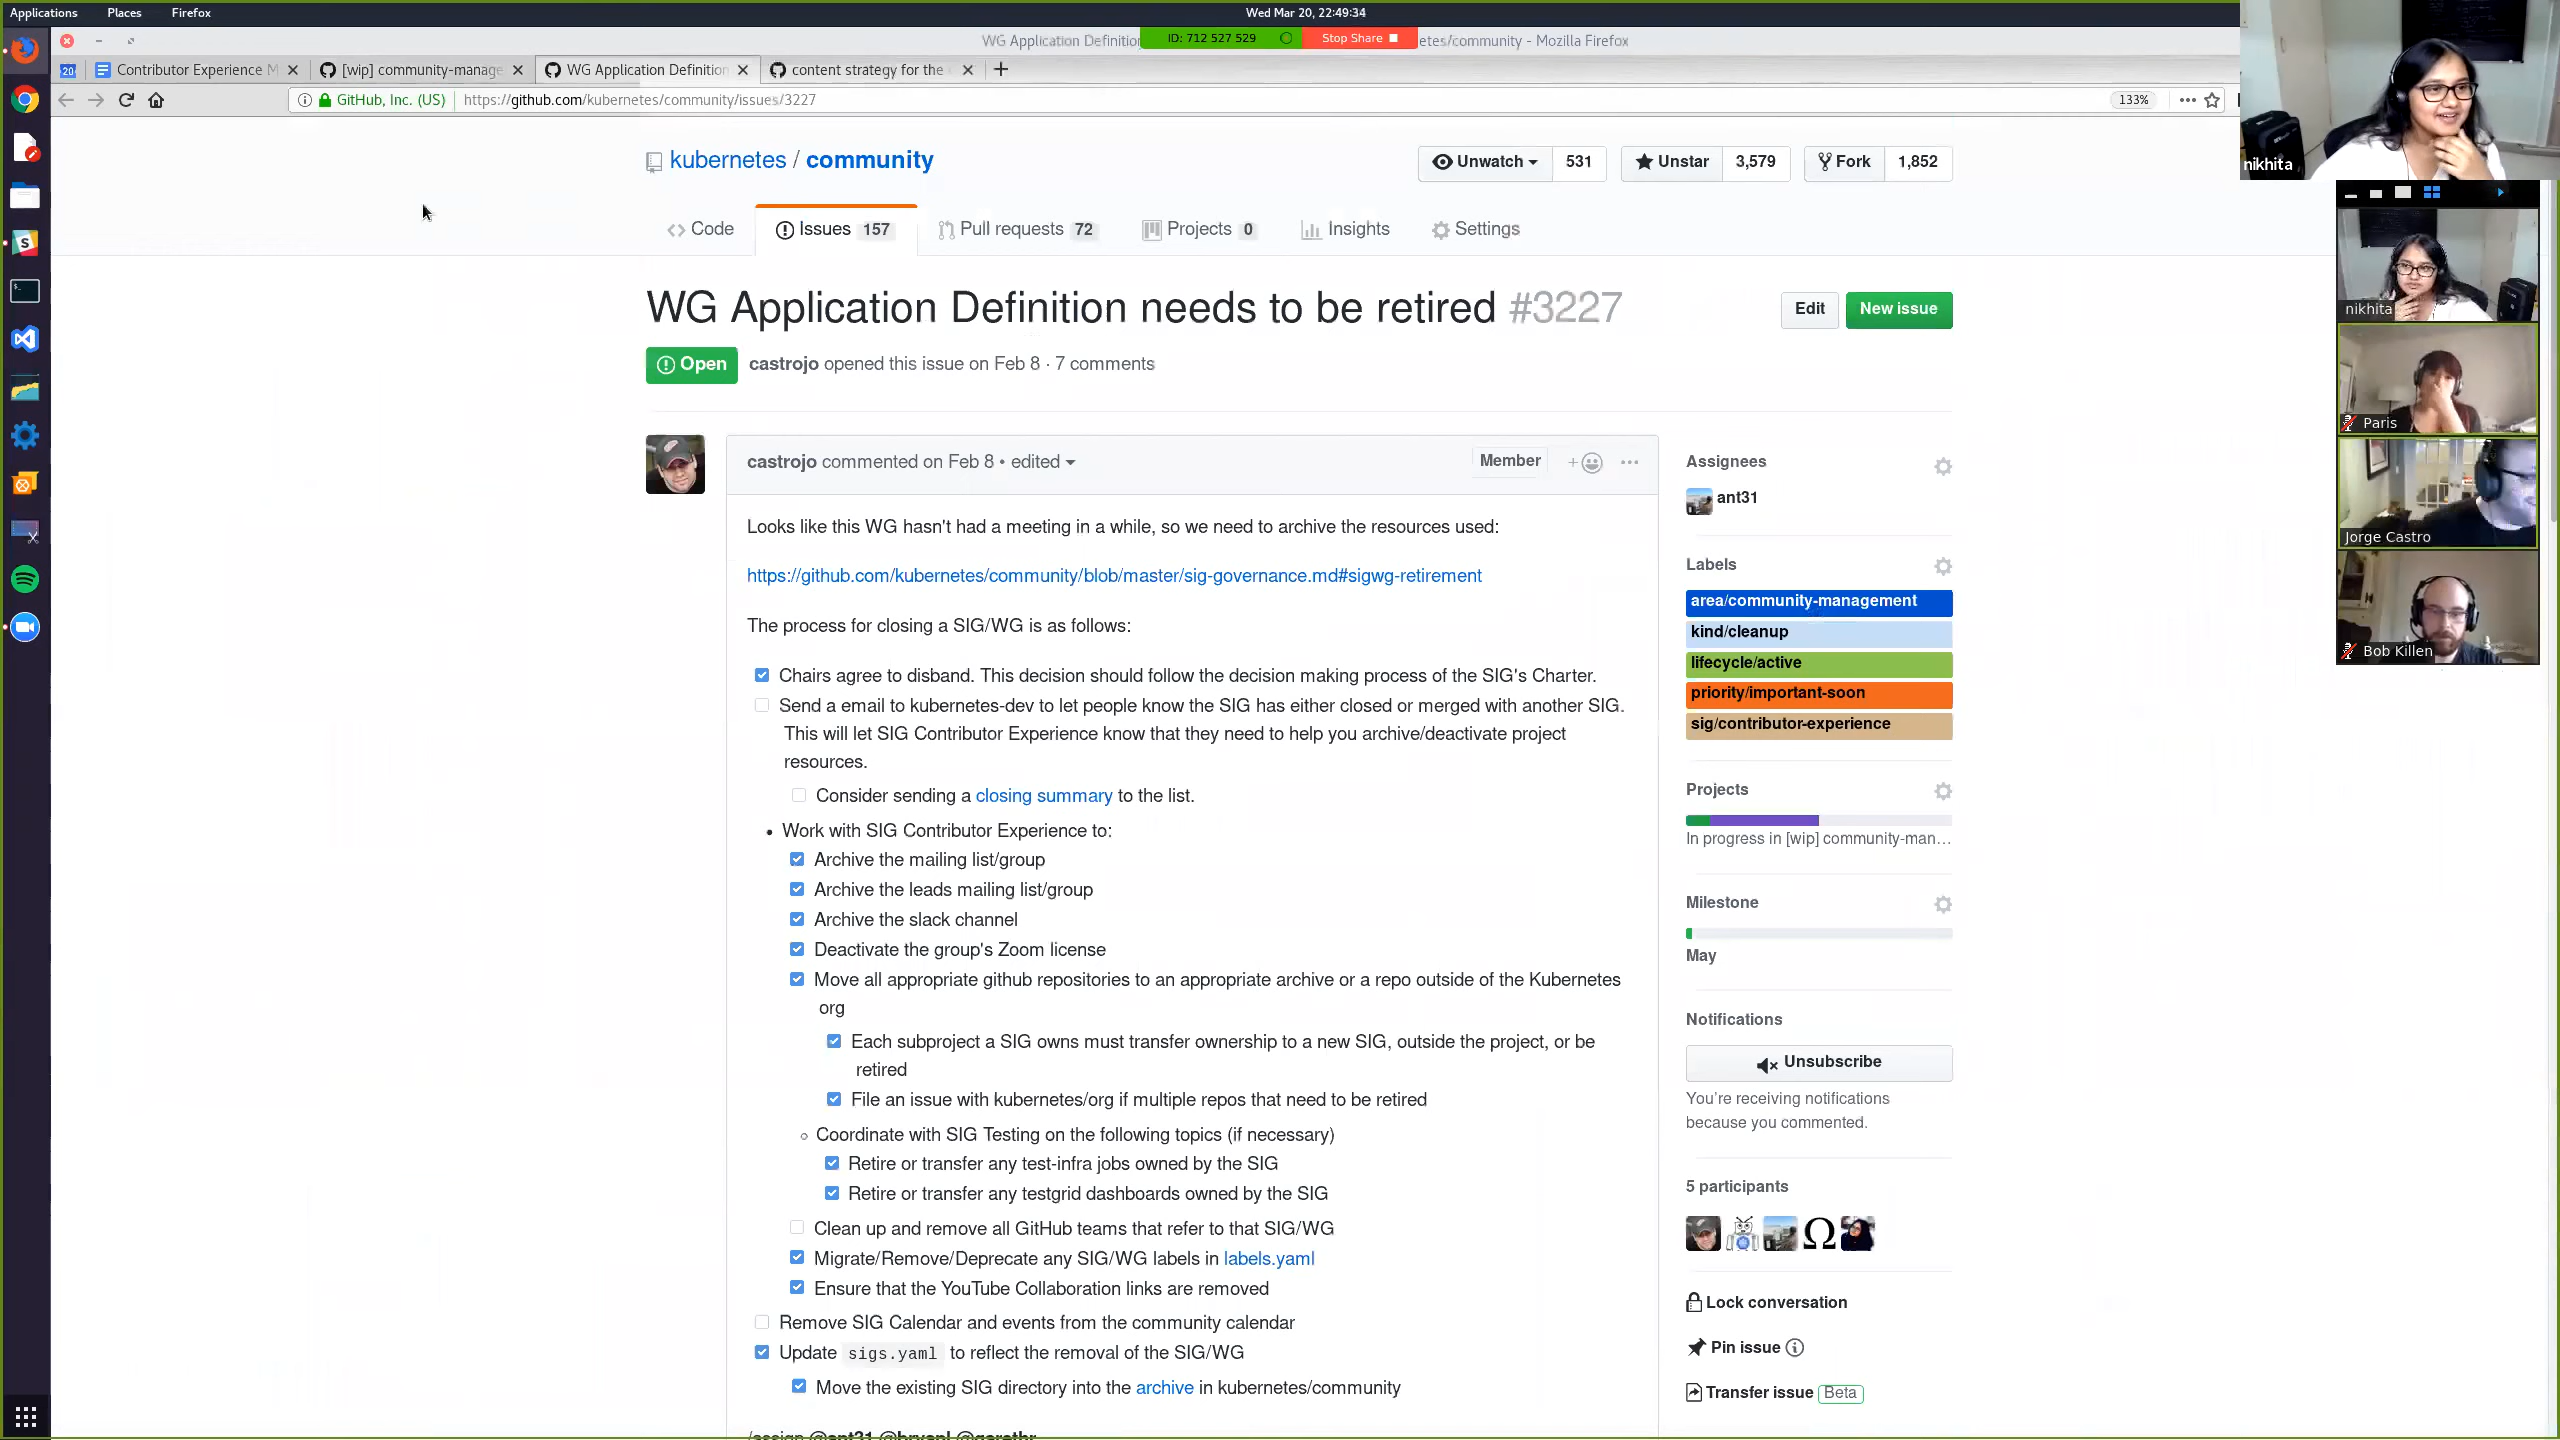 Applications Places Firefox Wed Mar 20, 22:49:34
WG Application Definition ID: 712 527 529 Stop Share etes/community - Mozilla Firefox
20 Contributor Experience M [wip] community-manage WG Application Definition content strategy for the
GitHub, Inc. (US) https://github.com/kubernetes/community/issues/3227 133%
nikhita
kubernetes / community
Unwatch 531 Unstar 3,579 Fork 1,852
Code Issues 157 Pull requests 72 Projects 0 Insights Settings
WG Application Definition needs to be retired #3227
Edit New issue
Open castrojo opened this issue on Feb 8 · 7 comments
nikhita
Paris
Jorge Castro
Bob Killen
castrojo commented on Feb 8 • edited Member
Looks like this WG hasn't had a meeting in a while, so we need to archive the resources used:
https://github.com/kubernetes/community/blob/master/sig-governance.md#sigwg-retirement
The process for closing a SIG/WG is as follows:
Chairs agree to disband. This decision should follow the decision making process of the SIG's Charter.
Send a email to kubernetes-dev to let people know the SIG has either closed or merged with another SIG.
This will let SIG Contributor Experience know that they need to help you archive/deactivate project
resources.
Consider sending a closing summary to the list.
• Work with SIG Contributor Experience to:
Archive the mailing list/group
Archive the leads mailing list/group
Archive the slack channel
Deactivate the group's Zoom license
Move all appropriate github repositories to an appropriate archive or a repo outside of the Kubernetes
org
Each subproject a SIG owns must transfer ownership to a new SIG, outside the project, or be
retired
File an issue with kubernetes/org if multiple repos that need to be retired
Coordinate with SIG Testing on the following topics (if necessary)
Retire or transfer any test-infra jobs owned by the SIG
Retire or transfer any testgrid dashboards owned by the SIG
Clean up and remove all GitHub teams that refer to that SIG/WG
Migrate/Remove/Deprecate any SIG/WG labels in labels.yaml
Ensure that the YouTube Collaboration links are removed
Remove SIG Calendar and events from the community calendar
Update sigs.yaml to reflect the removal of the SIG/WG
Move the existing SIG directory into the archive in kubernetes/community
/assign @ant31 @bryanl @garethr
Assignees
ant31
Labels
area/community-management
kind/cleanup
lifecycle/active
priority/important-soon
sig/contributor-experience
Projects
In progress in [wip] community-man...
Milestone
May
Notifications
Unsubscribe
You're receiving notifications
because you commented.
5 participants
Lock conversation
Pin issue
Transfer issue Beta